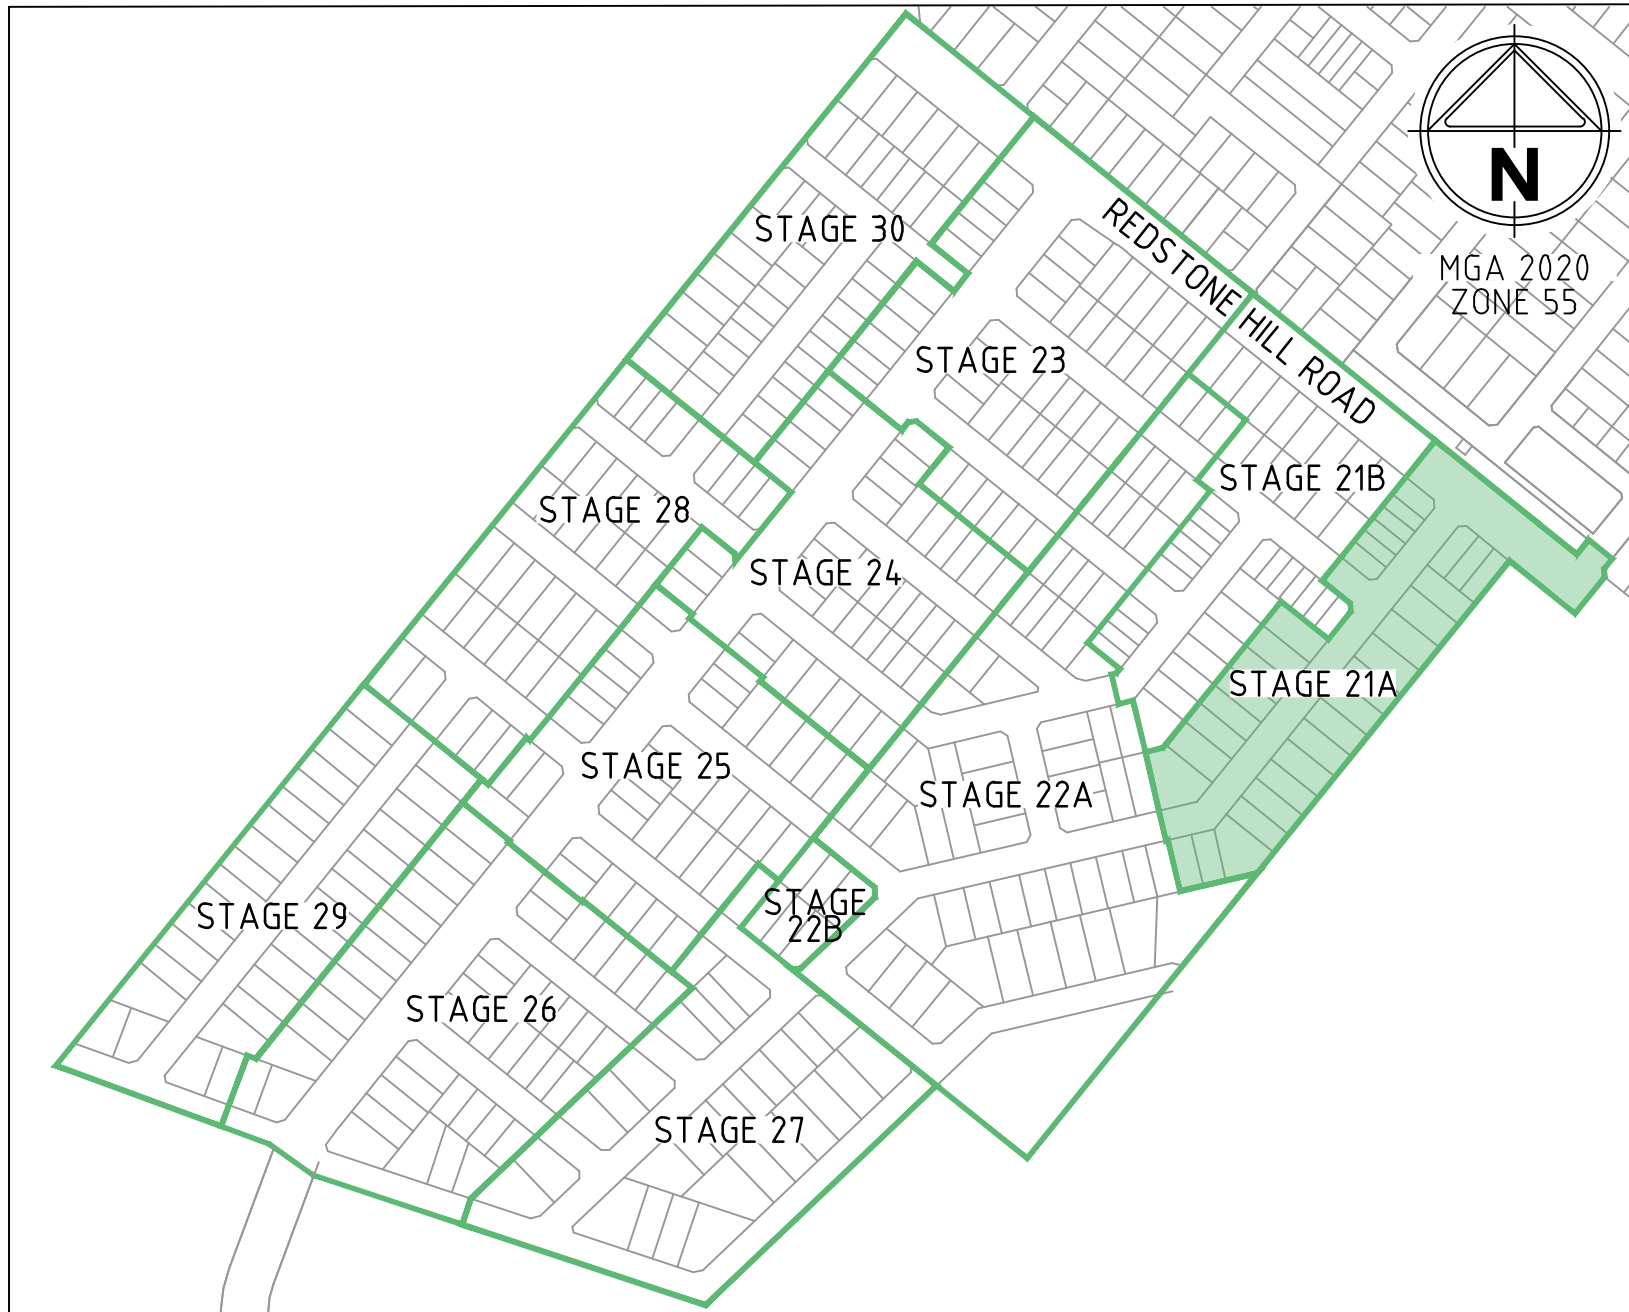 N
MGA 2020
ZONE 55
REDSTONE HILL ROAD
STAGE 30
STAGE 23
STAGE 21B
STAGE 28
STAGE 24
STAGE 21A
STAGE 25
STAGE 22A
STAGE
22B
STAGE 29
STAGE 26
STAGE 27